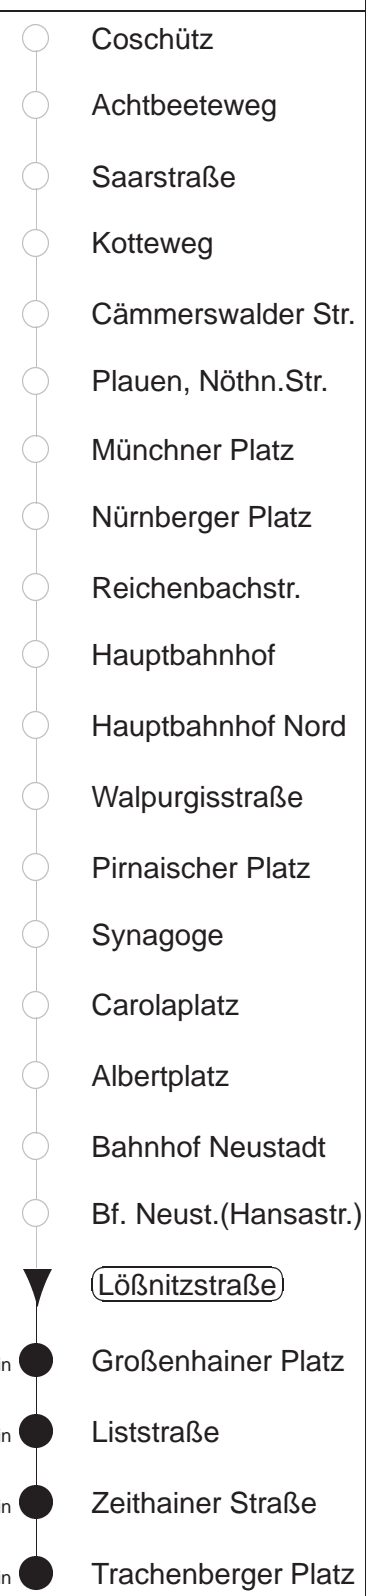 Coschütz
Achtbeeteweg
Saarstraße
Kotteweg
Cämmerswalder Str.
Plauen, Nöthn.Str.
Münchner Platz
Nürnberger Platz
Reichenbachstr.
Hauptbahnhof
Hauptbahnhof Nord
Walpurgisstraße
Pirnaischer Platz
Synagoge
Carolaplatz
Albertplatz
Bahnhof Neustadt
Bf. Neust.(Hansastr.)
Lößnitzstraße
Großenhainer Platz
Liststraße
Zeithainer Straße
Trachenberger Platz